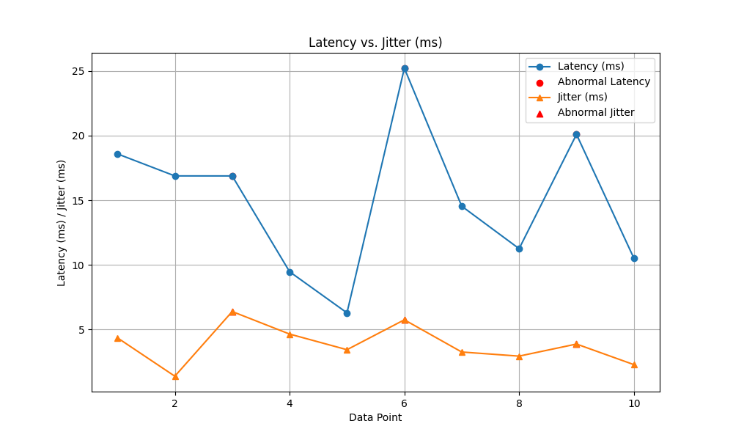 Latency vs. Jitter (ms)
Latency (ms)
Abnormal Latency
Jitter (ms)
Abnormal Jitter
Latency (ms) / Jitter (ms)
25
20
15
10
5
2
4
6
8
10
Data Point